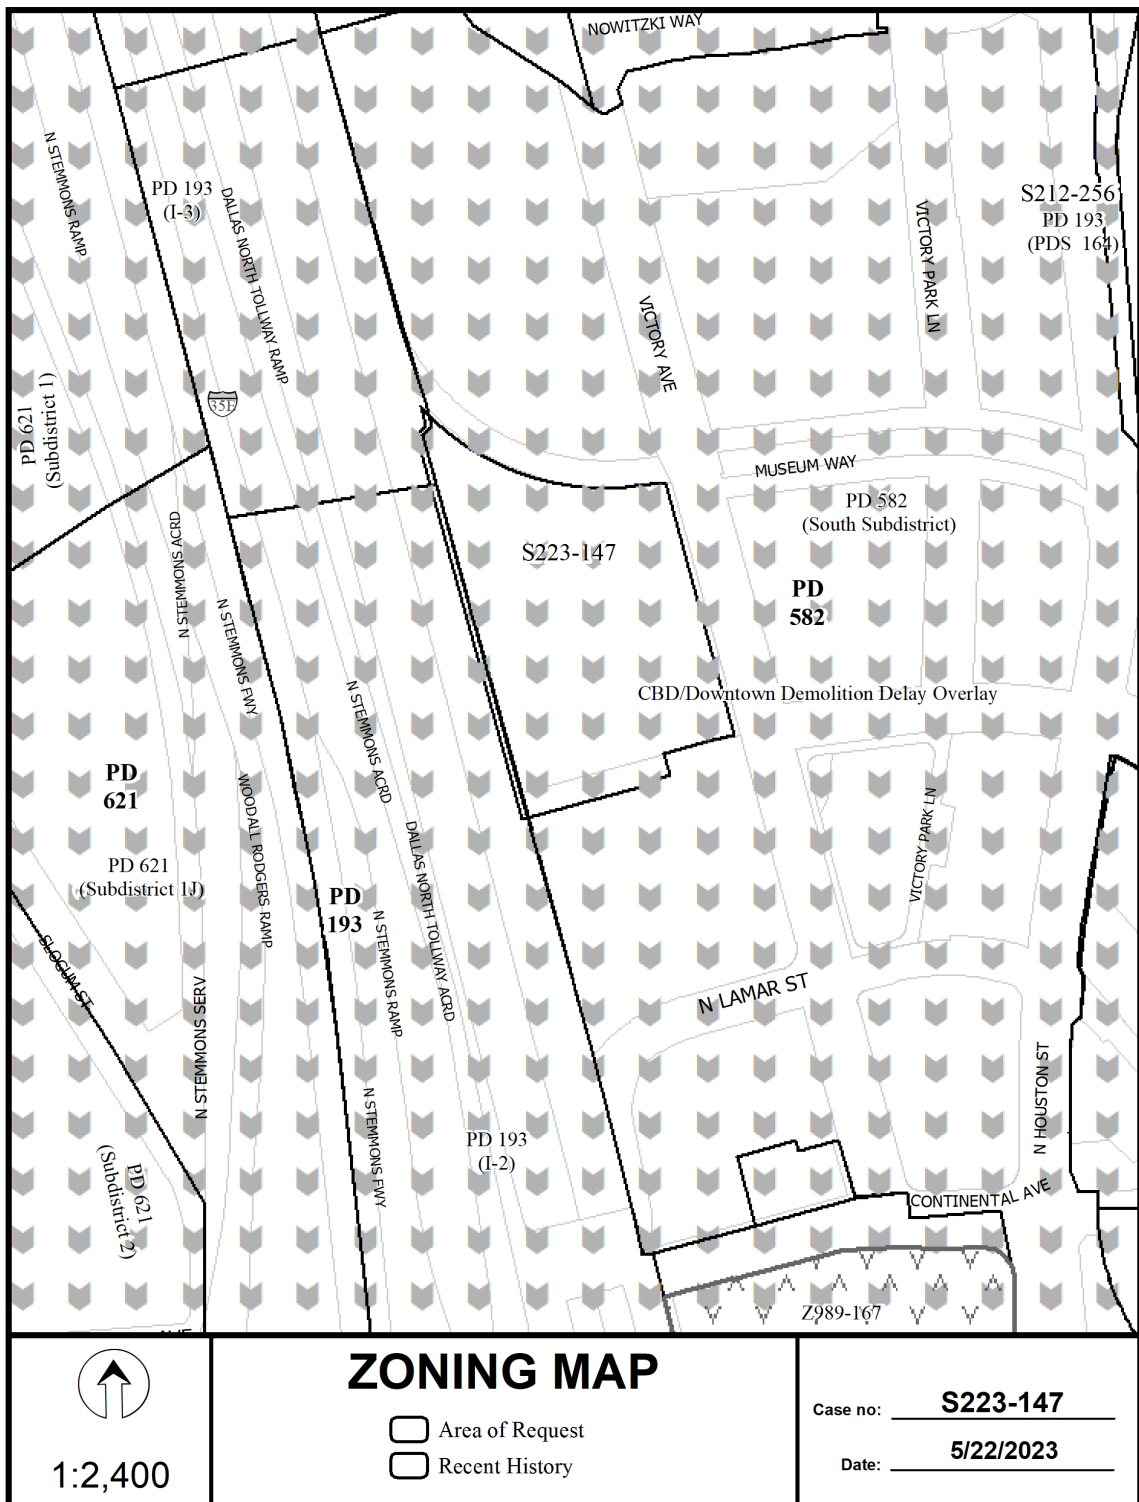 NOWITZKI WAY
N STEMMONS RAMP
PD 193
(I-3)
DALLAS NORTH TOLLWAY RAMP
VICTORY PARK LN
S212-256
PD 193
(PDS 164)
VICTORY AVE
35E
PD 621
(Subdistrict 1)
MUSEUM WAY
PD 582
(South Subdistrict)
N STEMMONS ACRD
S223-147
PD
582
N STEMMONS FWY
CBD/Downtown Demolition Delay Overlay
N STEMMONS ACRD
PD
621
WOODALL RODGERS RAMP
VICTORY PARK LN
DALLAS NORTH TOLLWAY ACRD
PD 621
(Subdistrict 1J)
PD
193
N STEMMONS RAMP
SLOCUM ST
N LAMAR ST
N STEMMONS SERV
N HOUSTON ST
N STEMMONS FWY
PD 193
(I-2)
PD 621
(Subdistrict 2)
CONTINENTAL AVE
Z989-167
AVE
ZONING MAP
Area of Request
Recent History
1:2,400
Case no: S223-147
Date: 5/22/2023